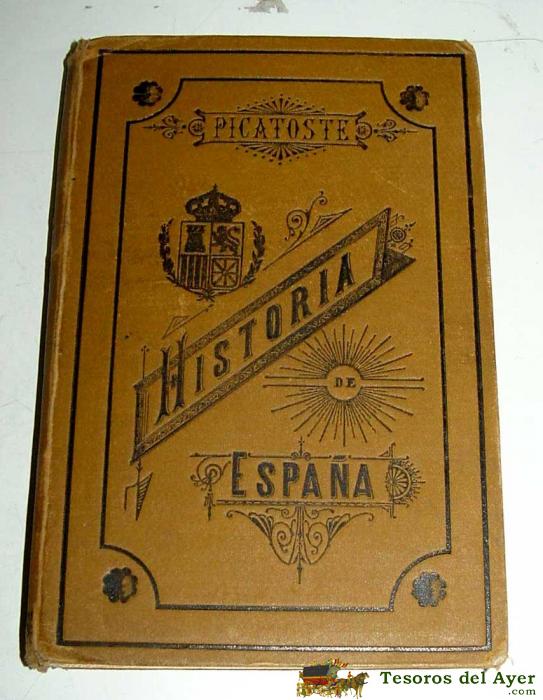 PICATOSTE
HISTORIA
DE
ESPAÑA
Tesoros del Ayer
.com